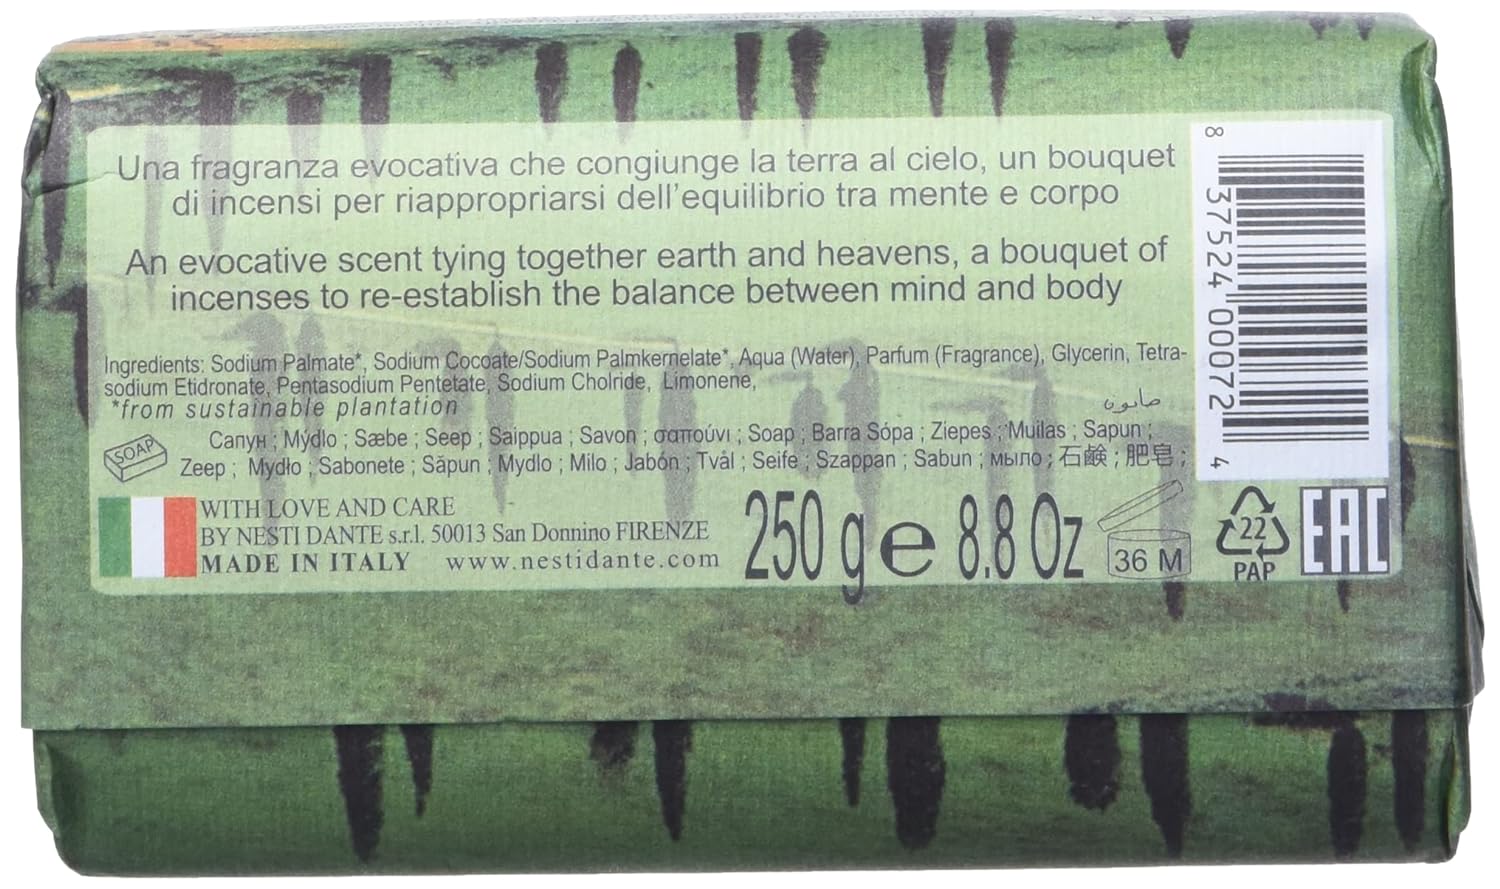 Una fragranza evocativa che congiunge la terra al cielo, un bouquet
di incensi per riappropriarsi dell'equilibrio tra mente e corpo
An evocative scent tying together earth and heavens, a bouquet of
incenses to re-establish the balance between mind and body
Ingredients: Sodium Palmate*, Sodium Cocoate/Sodium Palmkernelate*, Aqua (Water), Parfum (Fragrance), Glycerin, Tetra-
sodium Etidronate, Pentasodium Pentetate, Sodium Cholride, Limonene,
*from sustainable plantation
صابون
SOAP
Сапун ; Mýdlo ; Sæbe ; Seep ; Saippua ; Savon ; σαπούνι ; Soap ; Barra Sópa ; Ziepes ; Muilas ; Sapun ;
Zeep ; Mydło ; Sabonete ; Săpun ; Mydlo ; Milo ; Jabón ; Tvål ; Seife ; Szappan ; Sabun ; мыло ; 石鹸 ; 肥皂 ;
WITH LOVE AND CARE
BY NESTI DANTE s.r.l. 50013 San Donnino FIRENZE
MADE IN ITALY www.nestidante.com
250 g e 8.8 Oz
36 M
22
PAP
EAC
8 37524 00072 4